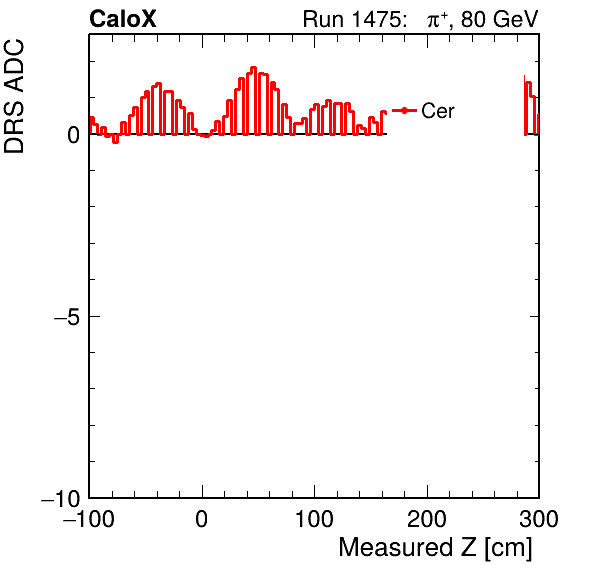 CaloX Run 1475: π⁺, 80 GeV
DRS ADC
Cer
0
−5
−10
−100 0 100 200 300
Measured Z [cm]